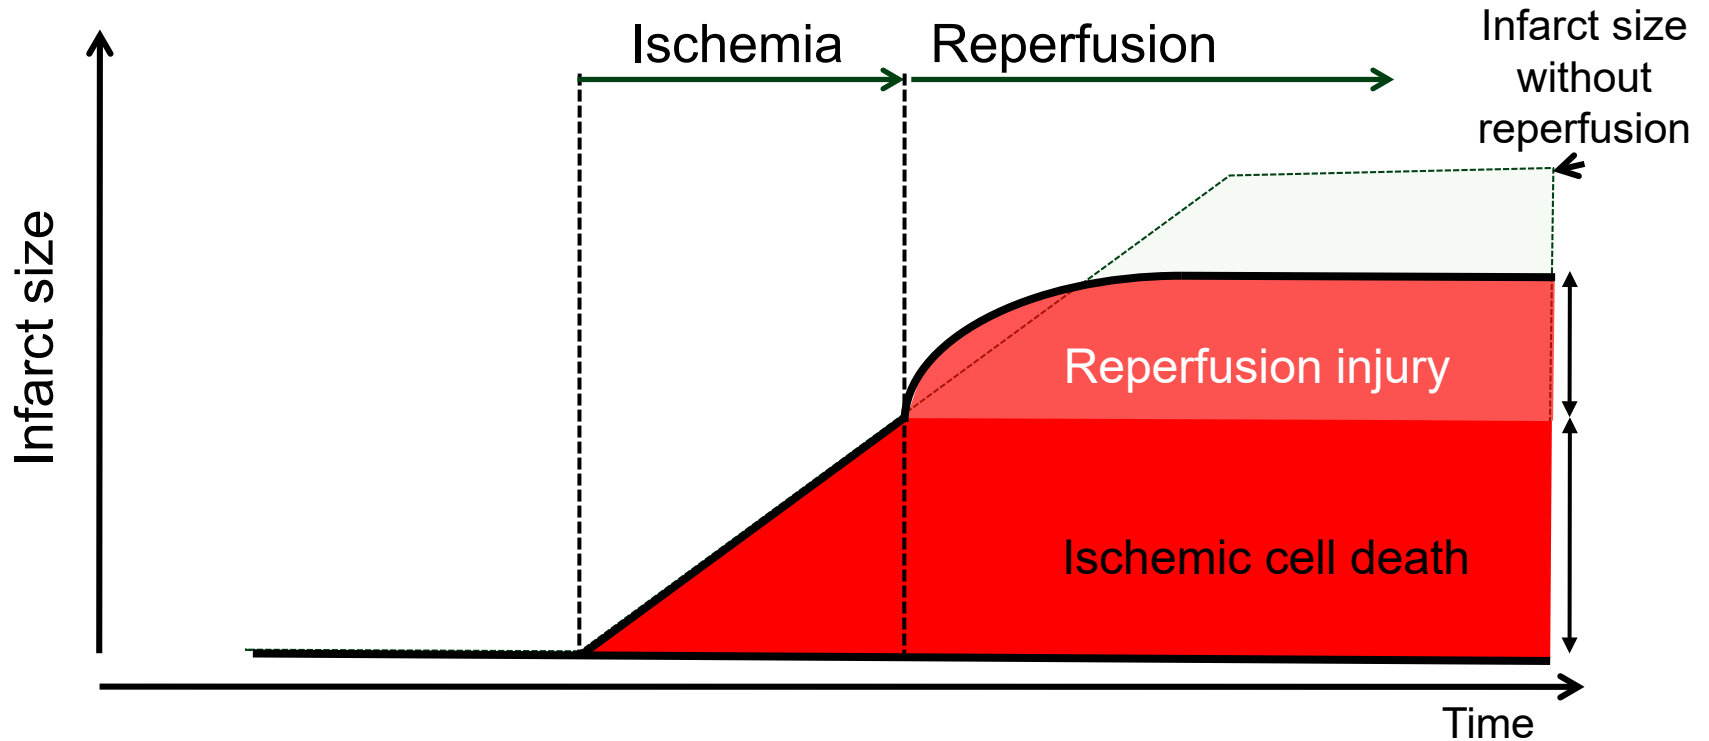 Ischemia
Reperfusion
Infarct size
without
reperfusion
Infarct size
Reperfusion injury
Ischemic cell death
Time